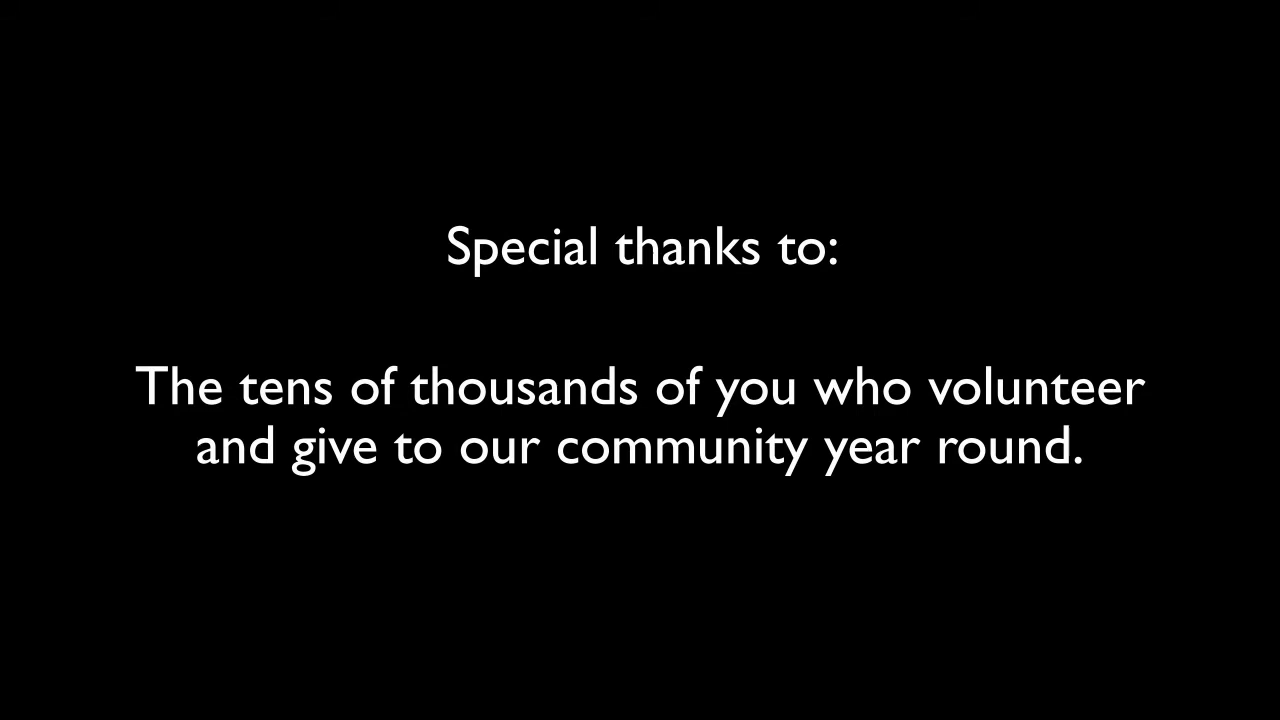 Special thanks to:
The tens of thousands of you who volunteer
and give to our community year round.